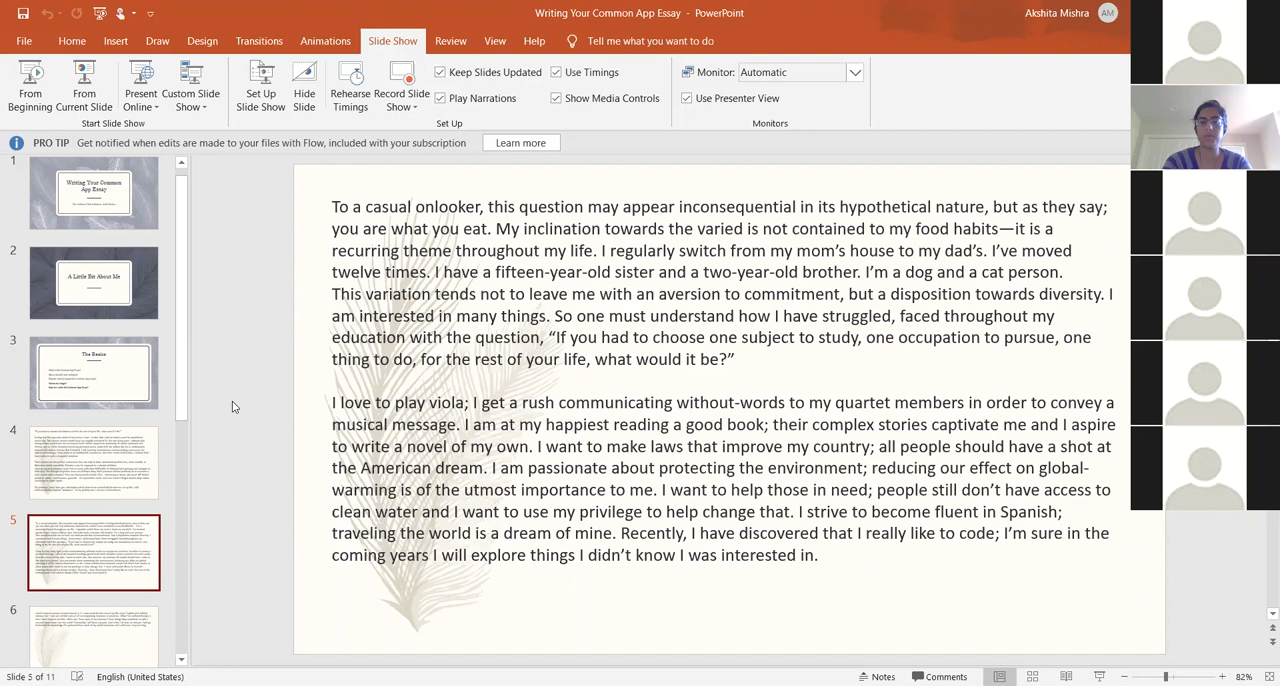 Writing Your Common App Essay - PowerPoint
Akshita Mishra AM
File Home Insert Draw Design Transitions Animations Slide Show Review View Help Tell me what you want to do
From Beginning
From Current Slide
Present Online
Custom Slide Show
Set Up Slide Show
Hide Slide
Rehearse Timings
Record Slide Show
Keep Slides Updated
Play Narrations
Use Timings
Show Media Controls
Monitor: Automatic
Use Presenter View
Start Slide Show
Set Up
Monitors
PRO TIP Get notified when edits are made to your files with Flow, included with your subscription Learn more
1
Writing Your Common
App Essay
2
A Little Bit About Me
3
The Basics
4
5
6
To a casual onlooker, this question may appear inconsequential in its hypothetical nature, but as they say;
you are what you eat. My inclination towards the varied is not contained to my food habits—it is a
recurring theme throughout my life. I regularly switch from my mom's house to my dad's. I've moved
twelve times. I have a fifteen-year-old sister and a two-year-old brother. I'm a dog and a cat person.
This variation tends not to leave me with an aversion to commitment, but a disposition towards diversity. I
am interested in many things. So one must understand how I have struggled, faced throughout my
education with the question, “If you had to choose one subject to study, one occupation to pursue, one
thing to do, for the rest of your life, what would it be?”
I love to play viola; I get a rush communicating without-words to my quartet members in order to convey a
musical message. I am my happiest reading a good book; their complex stories captivate me and I aspire
to write a novel of my own. I want to make laws that improve my country; all people should have a shot at
the American dream. I am passionate about protecting the environment; reducing our effect on global-
warming is of the utmost importance to me. I want to help those in need; people still don't have access to
clean water and I want to use my privilege to help change that. I strive to become fluent in Spanish;
traveling the world is a dream of mine. Recently, I have discovered that I really like to code; I'm sure in the
coming years I will explore things I didn't know I was interested in.
Slide 5 of 11
English (United States)
Notes
Comments
82%